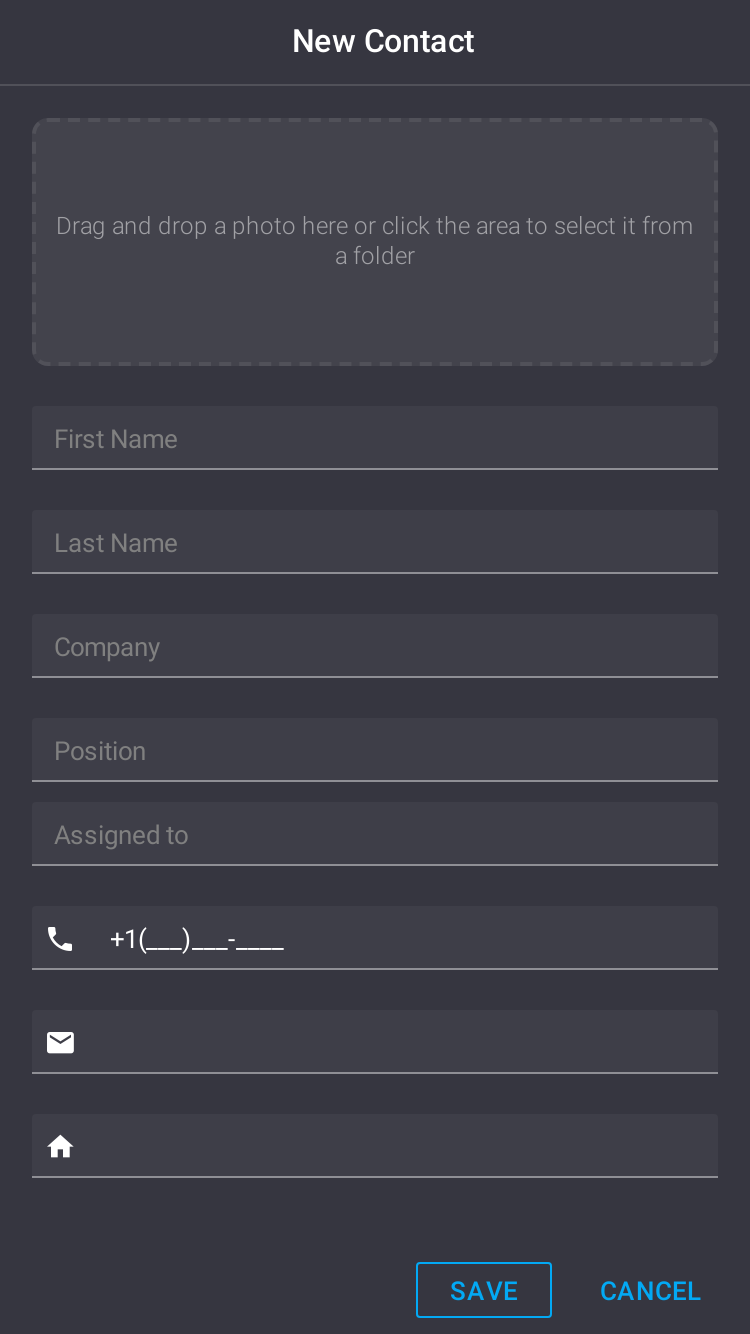 New Contact
Drag and drop a photo here or click the area to select it from
a folder
First Name
Last Name
Company
Position
Assigned to
+1(___)___-____
SAVE CANCEL